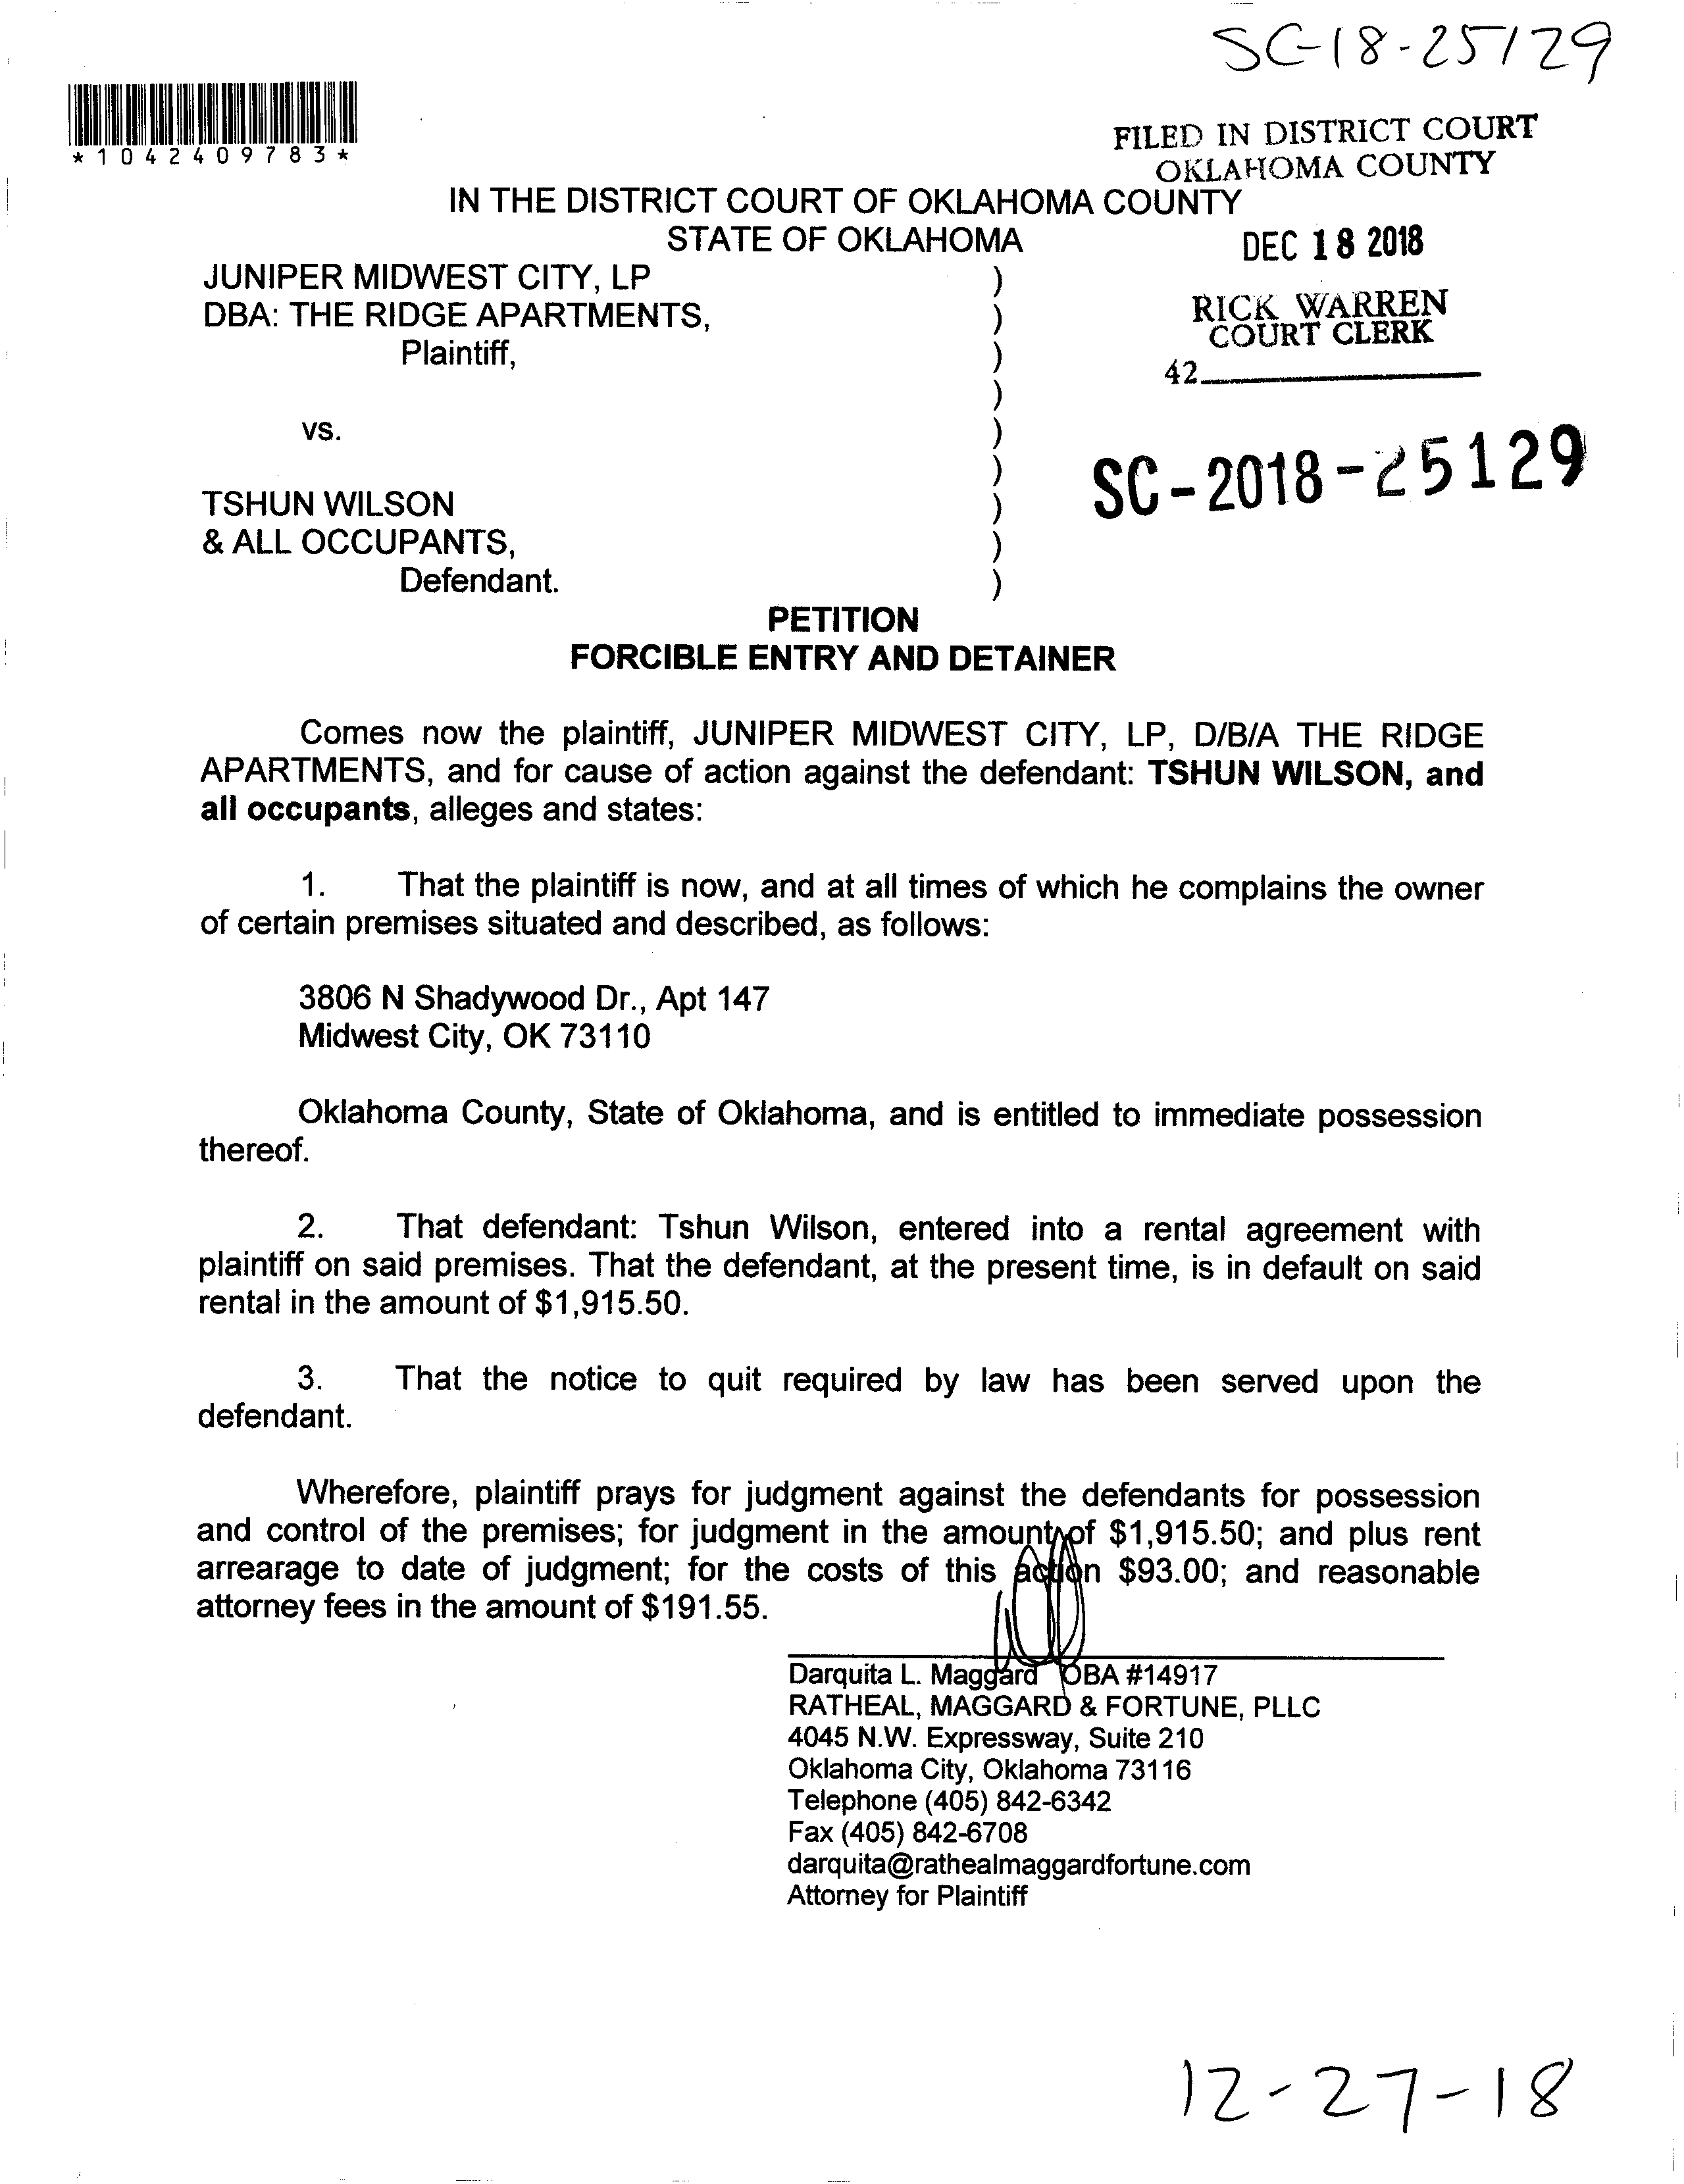 SC-18-25129
*1042409783*
FILED IN DISTRICT COURT
OKLAHOMA COUNTY
IN THE DISTRICT COURT OF OKLAHOMA COUNTY
STATE OF OKLAHOMA
DEC 18 2018
JUNIPER MIDWEST CITY, LP )
DBA: THE RIDGE APARTMENTS, )
RICK WARREN
COURT CLERK
Plaintiff, )
42
)
vs. )
)
SC-2018-25129
TSHUN WILSON )
& ALL OCCUPANTS, )
Defendant. )
PETITION
FORCIBLE ENTRY AND DETAINER
Comes now the plaintiff, JUNIPER MIDWEST CITY, LP, D/B/A THE RIDGE
APARTMENTS, and for cause of action against the defendant: TSHUN WILSON, and
all occupants, alleges and states:
1. That the plaintiff is now, and at all times of which he complains the owner
of certain premises situated and described, as follows:
3806 N Shadywood Dr., Apt 147
Midwest City, OK 73110
Oklahoma County, State of Oklahoma, and is entitled to immediate possession
thereof.
2. That defendant: Tshun Wilson, entered into a rental agreement with
plaintiff on said premises. That the defendant, at the present time, is in default on said
rental in the amount of $1,915.50.
3. That the notice to quit required by law has been served upon the
defendant.
Wherefore, plaintiff prays for judgment against the defendants for possession
and control of the premises; for judgment in the amount of $1,915.50; and plus rent
arrearage to date of judgment; for the costs of this action $93.00; and reasonable
attorney fees in the amount of $191.55.
Darquita L. Maggard OBA #14917
RATHEAL, MAGGARD & FORTUNE, PLLC
4045 N.W. Expressway, Suite 210
Oklahoma City, Oklahoma 73116
Telephone (405) 842-6342
Fax (405) 842-6708
darquita@rathealmaggardfortune.com
Attorney for Plaintiff
12-27-18